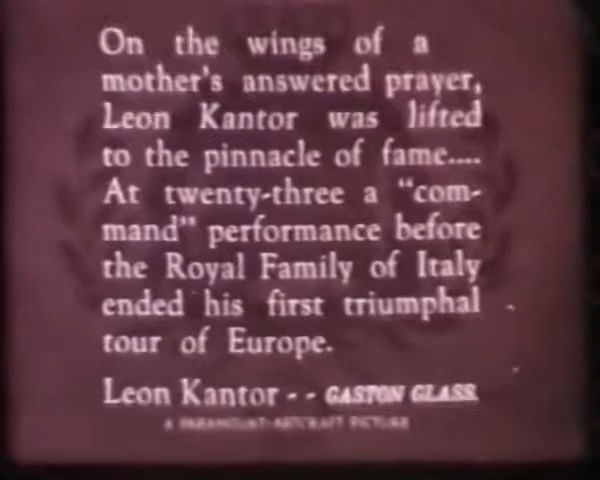 On the wings of a
mother's answered prayer,
Leon Kantor was lifted
to the pinnacle of fame....
At twenty-three a "com-
mand" performance before
the Royal Family of Italy
ended his first triumphal
tour of Europe.
Leon Kantor - - GASTON GLASS
A PARAMOUNT-ARTCRAFT PICTURE